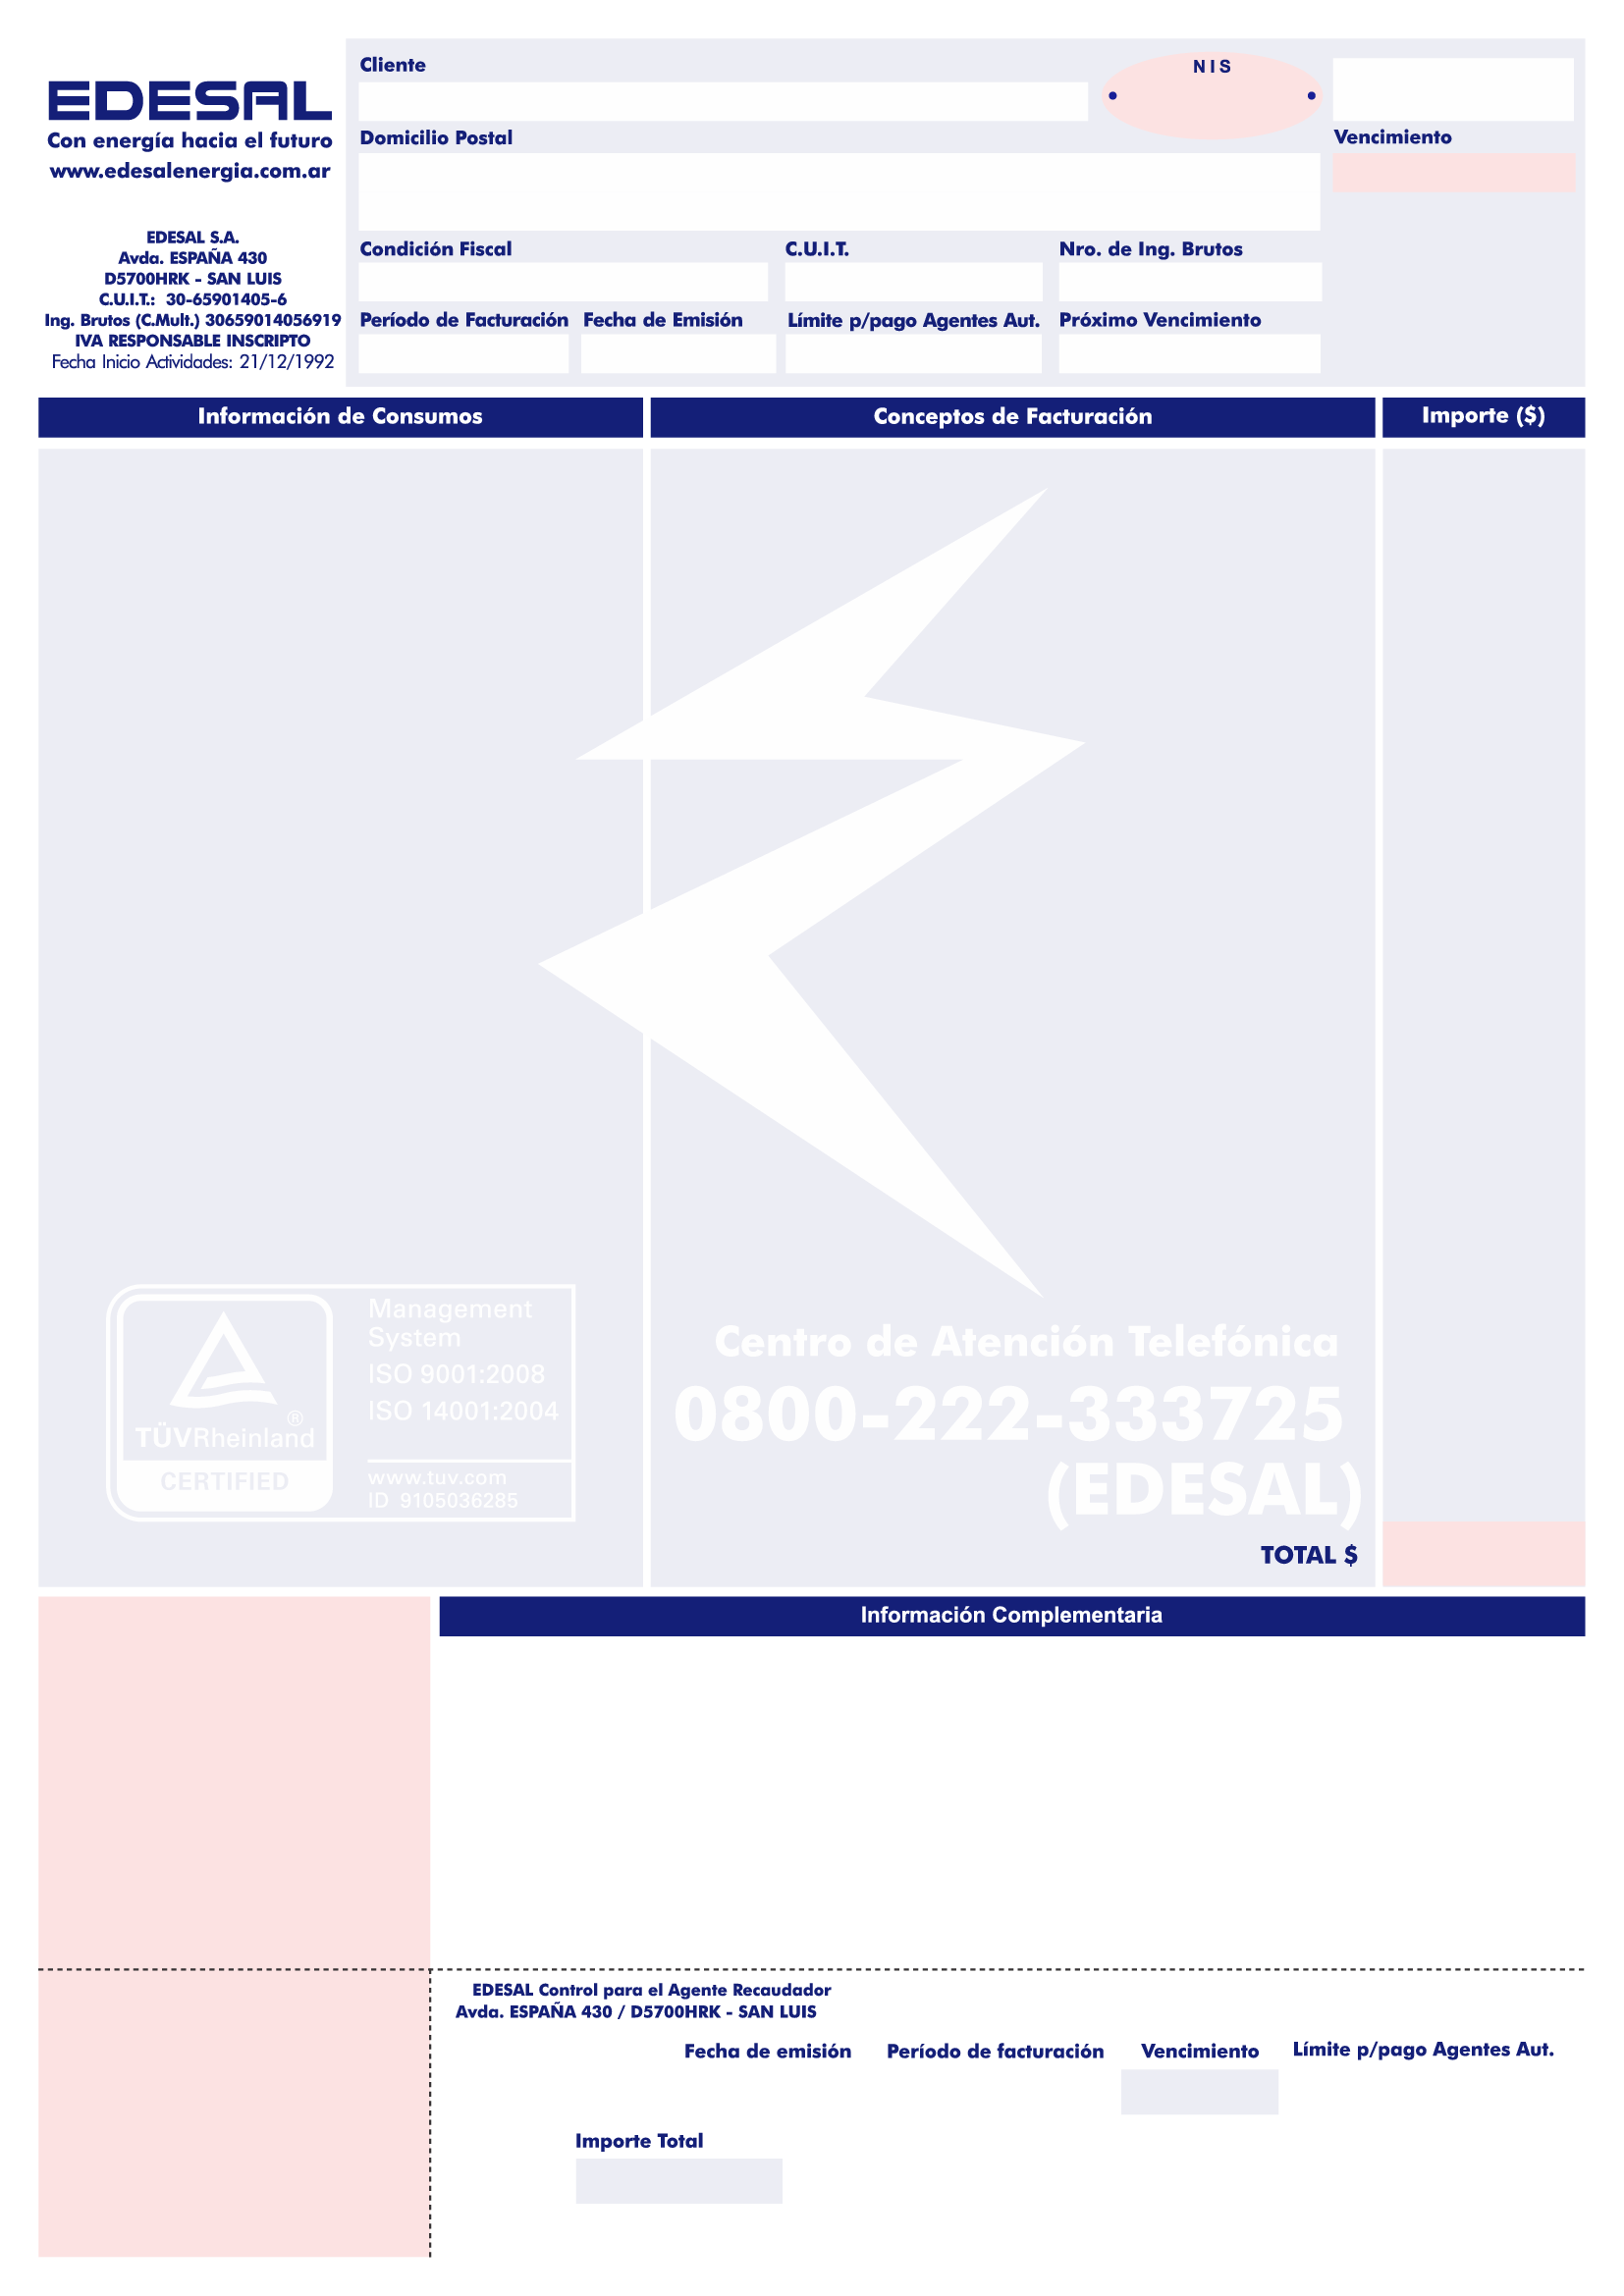 EDESAL
Con energía hacia el futuro
www.edesalenergia.com.ar
EDESAL S.A.
Avda. ESPAÑA 430
D5700HRK - SAN LUIS
C.U.I.T.: 30-65901405-6
Ing. Brutos (C.Mult.) 30659014056919
IVA RESPONSABLE INSCRIPTO
Fecha Inicio Actividades: 21/12/1992
Cliente
NIS
Domicilio Postal
Vencimiento
Condición Fiscal C.U.I.T. Nro. de Ing. Brutos
Período de Facturación Fecha de Emisión Límite p/pago Agentes Aut. Próximo Vencimiento
Información de Consumos Conceptos de Facturación Importe ($)
Management
System
ISO 9001:2008
ISO 14001:2004
®
TÜVRheinland
CERTIFIED
www.tuv.com
ID 9105036285
Centro de Atención Telefónica
0800-222-333725
(EDESAL)
TOTAL $
Información Complementaria
EDESAL Control para el Agente Recaudador
Avda. ESPAÑA 430 / D5700HRK - SAN LUIS
Fecha de emisión Período de facturación Vencimiento Límite p/pago Agentes Aut.
Importe Total